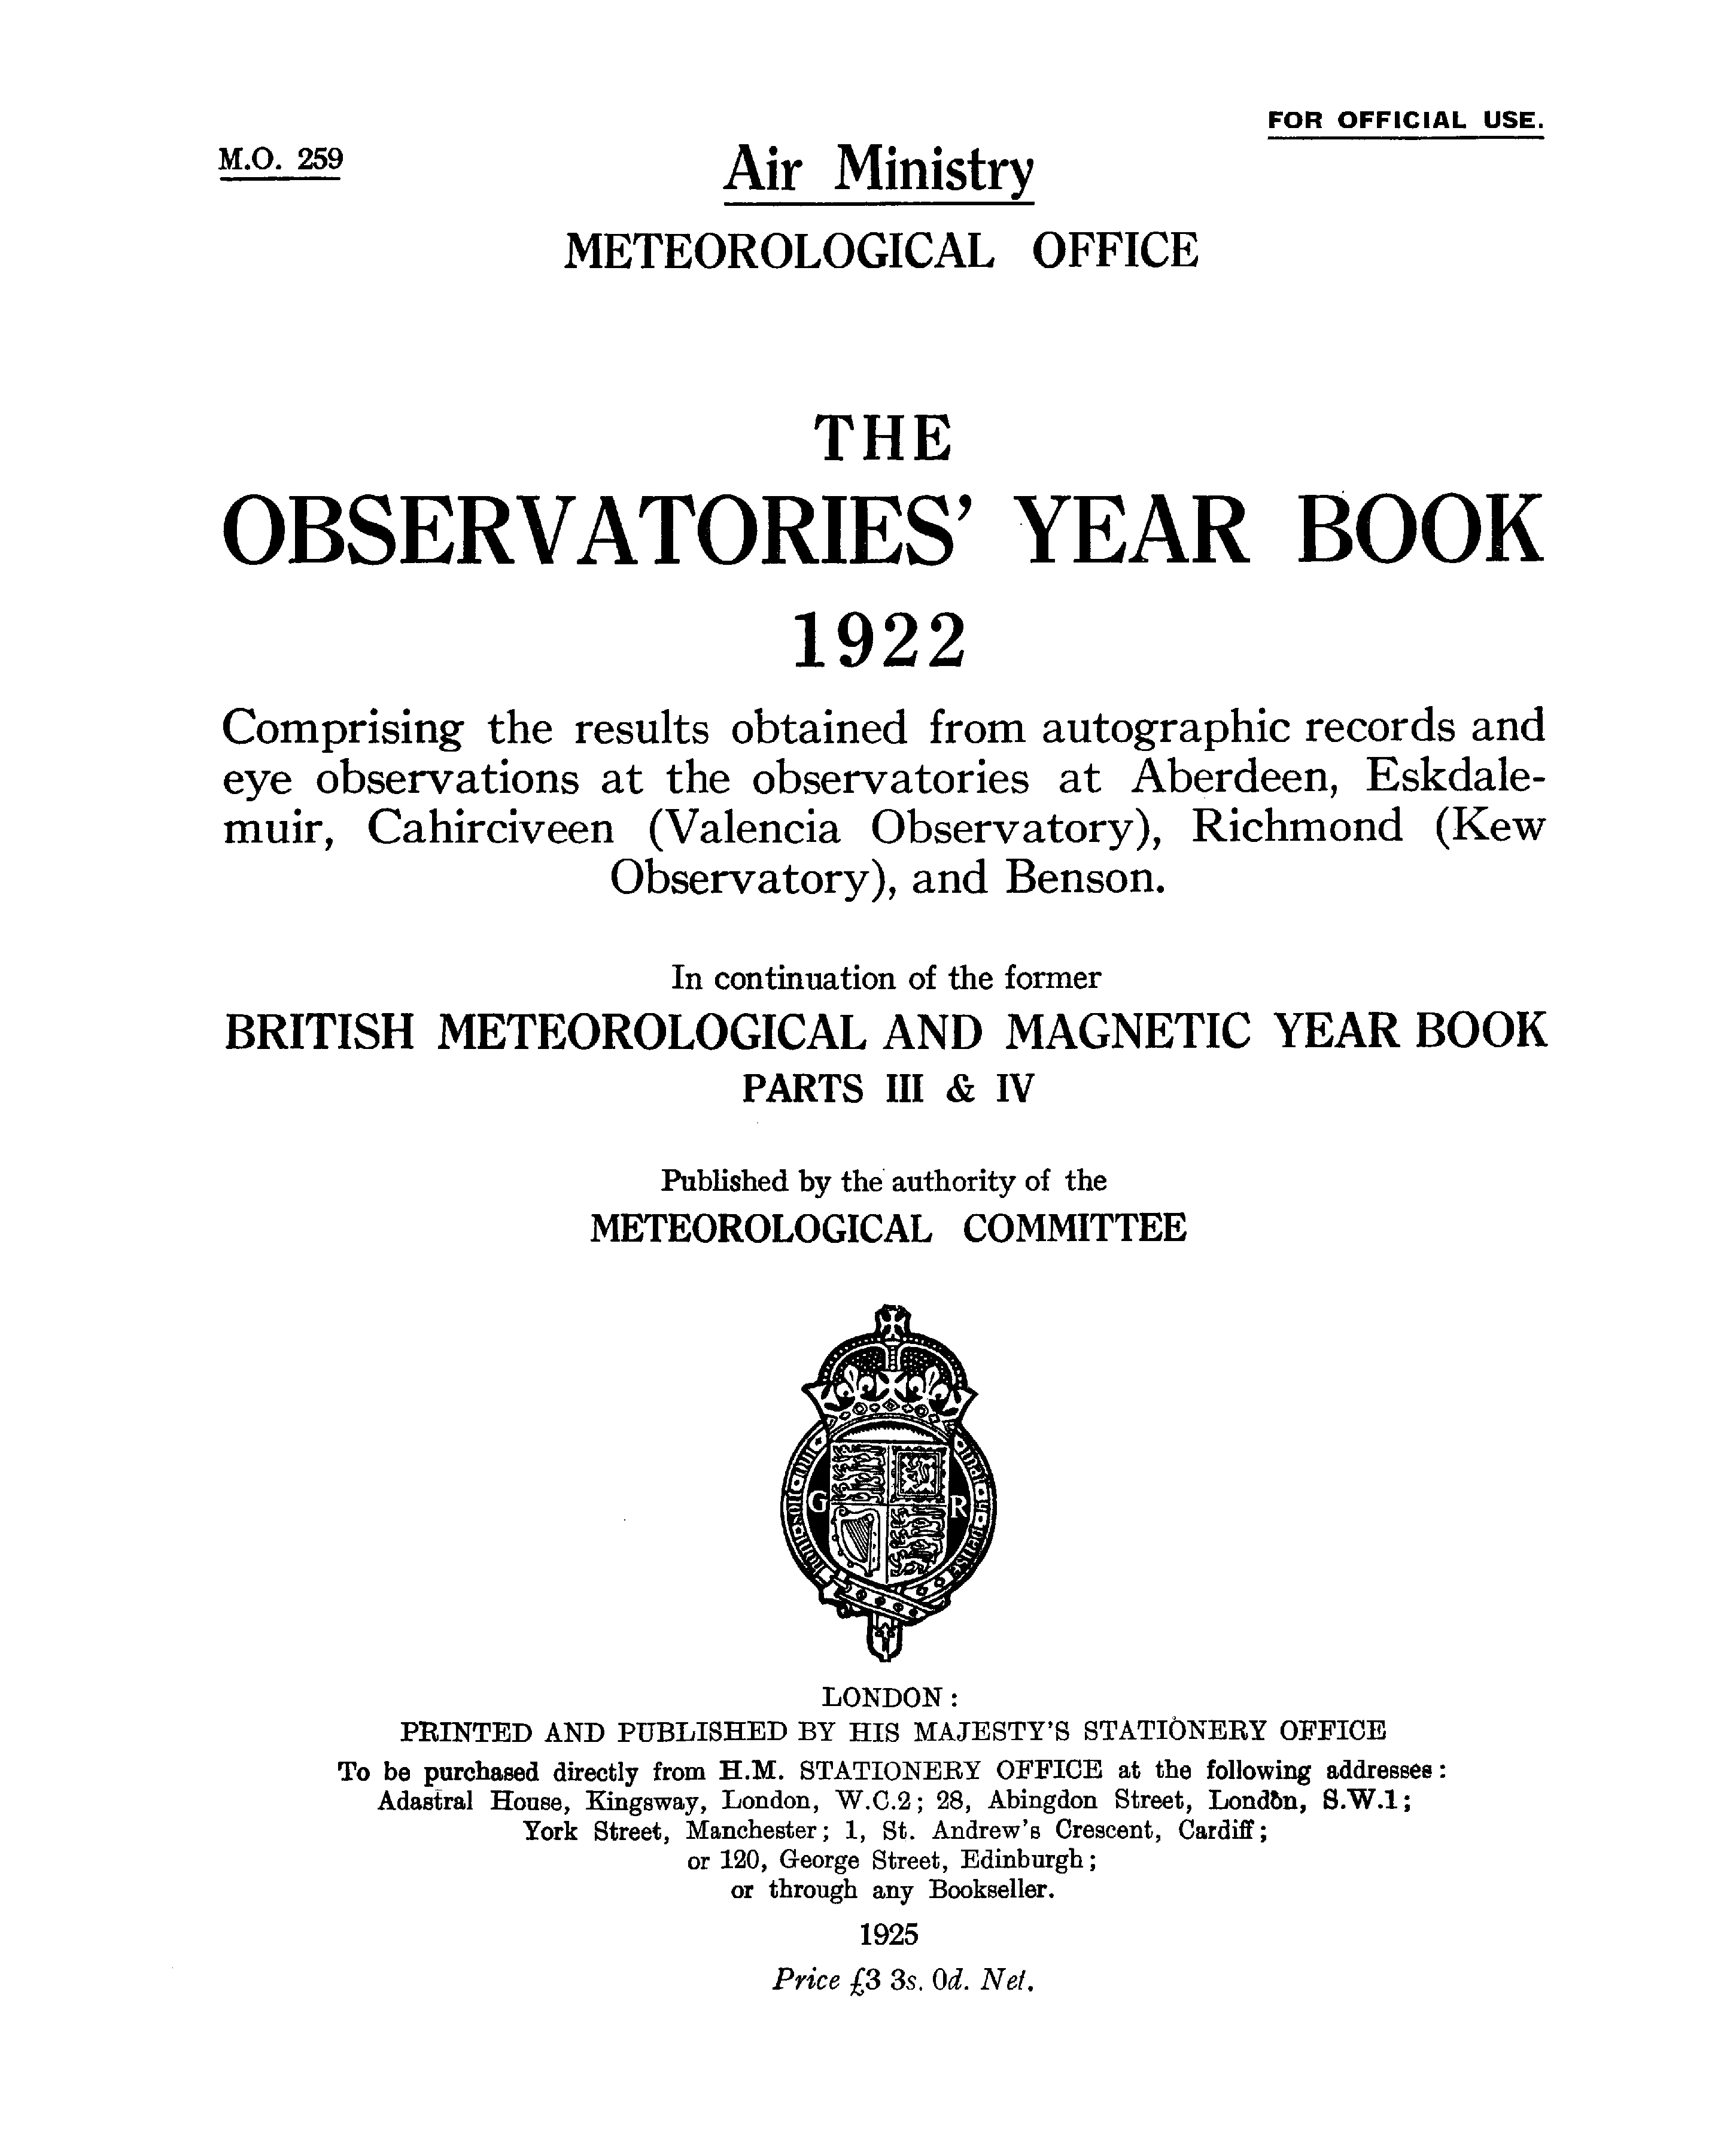 FOR OFFICIAL USE.
M.O. 259
Air Ministry
METEOROLOGICAL OFFICE
THE
OBSERVATORIES' YEAR BOOK
1922
Comprising the results obtained from autographic records and
eye observations at the observatories at Aberdeen, Eskdale-
muir, Cahirciveen (Valencia Observatory), Richmond (Kew
Observatory), and Benson.
In continuation of the former
BRITISH METEOROLOGICAL AND MAGNETIC YEAR BOOK
PARTS III & IV
Published by the authority of the
METEOROLOGICAL COMMITTEE
G R
LONDON :
PRINTED AND PUBLISHED BY HIS MAJESTY'S STATIONERY OFFICE
To be purchased directly from H.M. STATIONERY OFFICE at the following addresses:
Adastral House, Kingsway, London, W.C.2; 28, Abingdon Street, London, S.W.1;
York Street, Manchester; 1, St. Andrew's Crescent, Cardiff;
or 120, George Street, Edinburgh;
or through any Bookseller.
1925
Price £3 3s. 0d. Net.